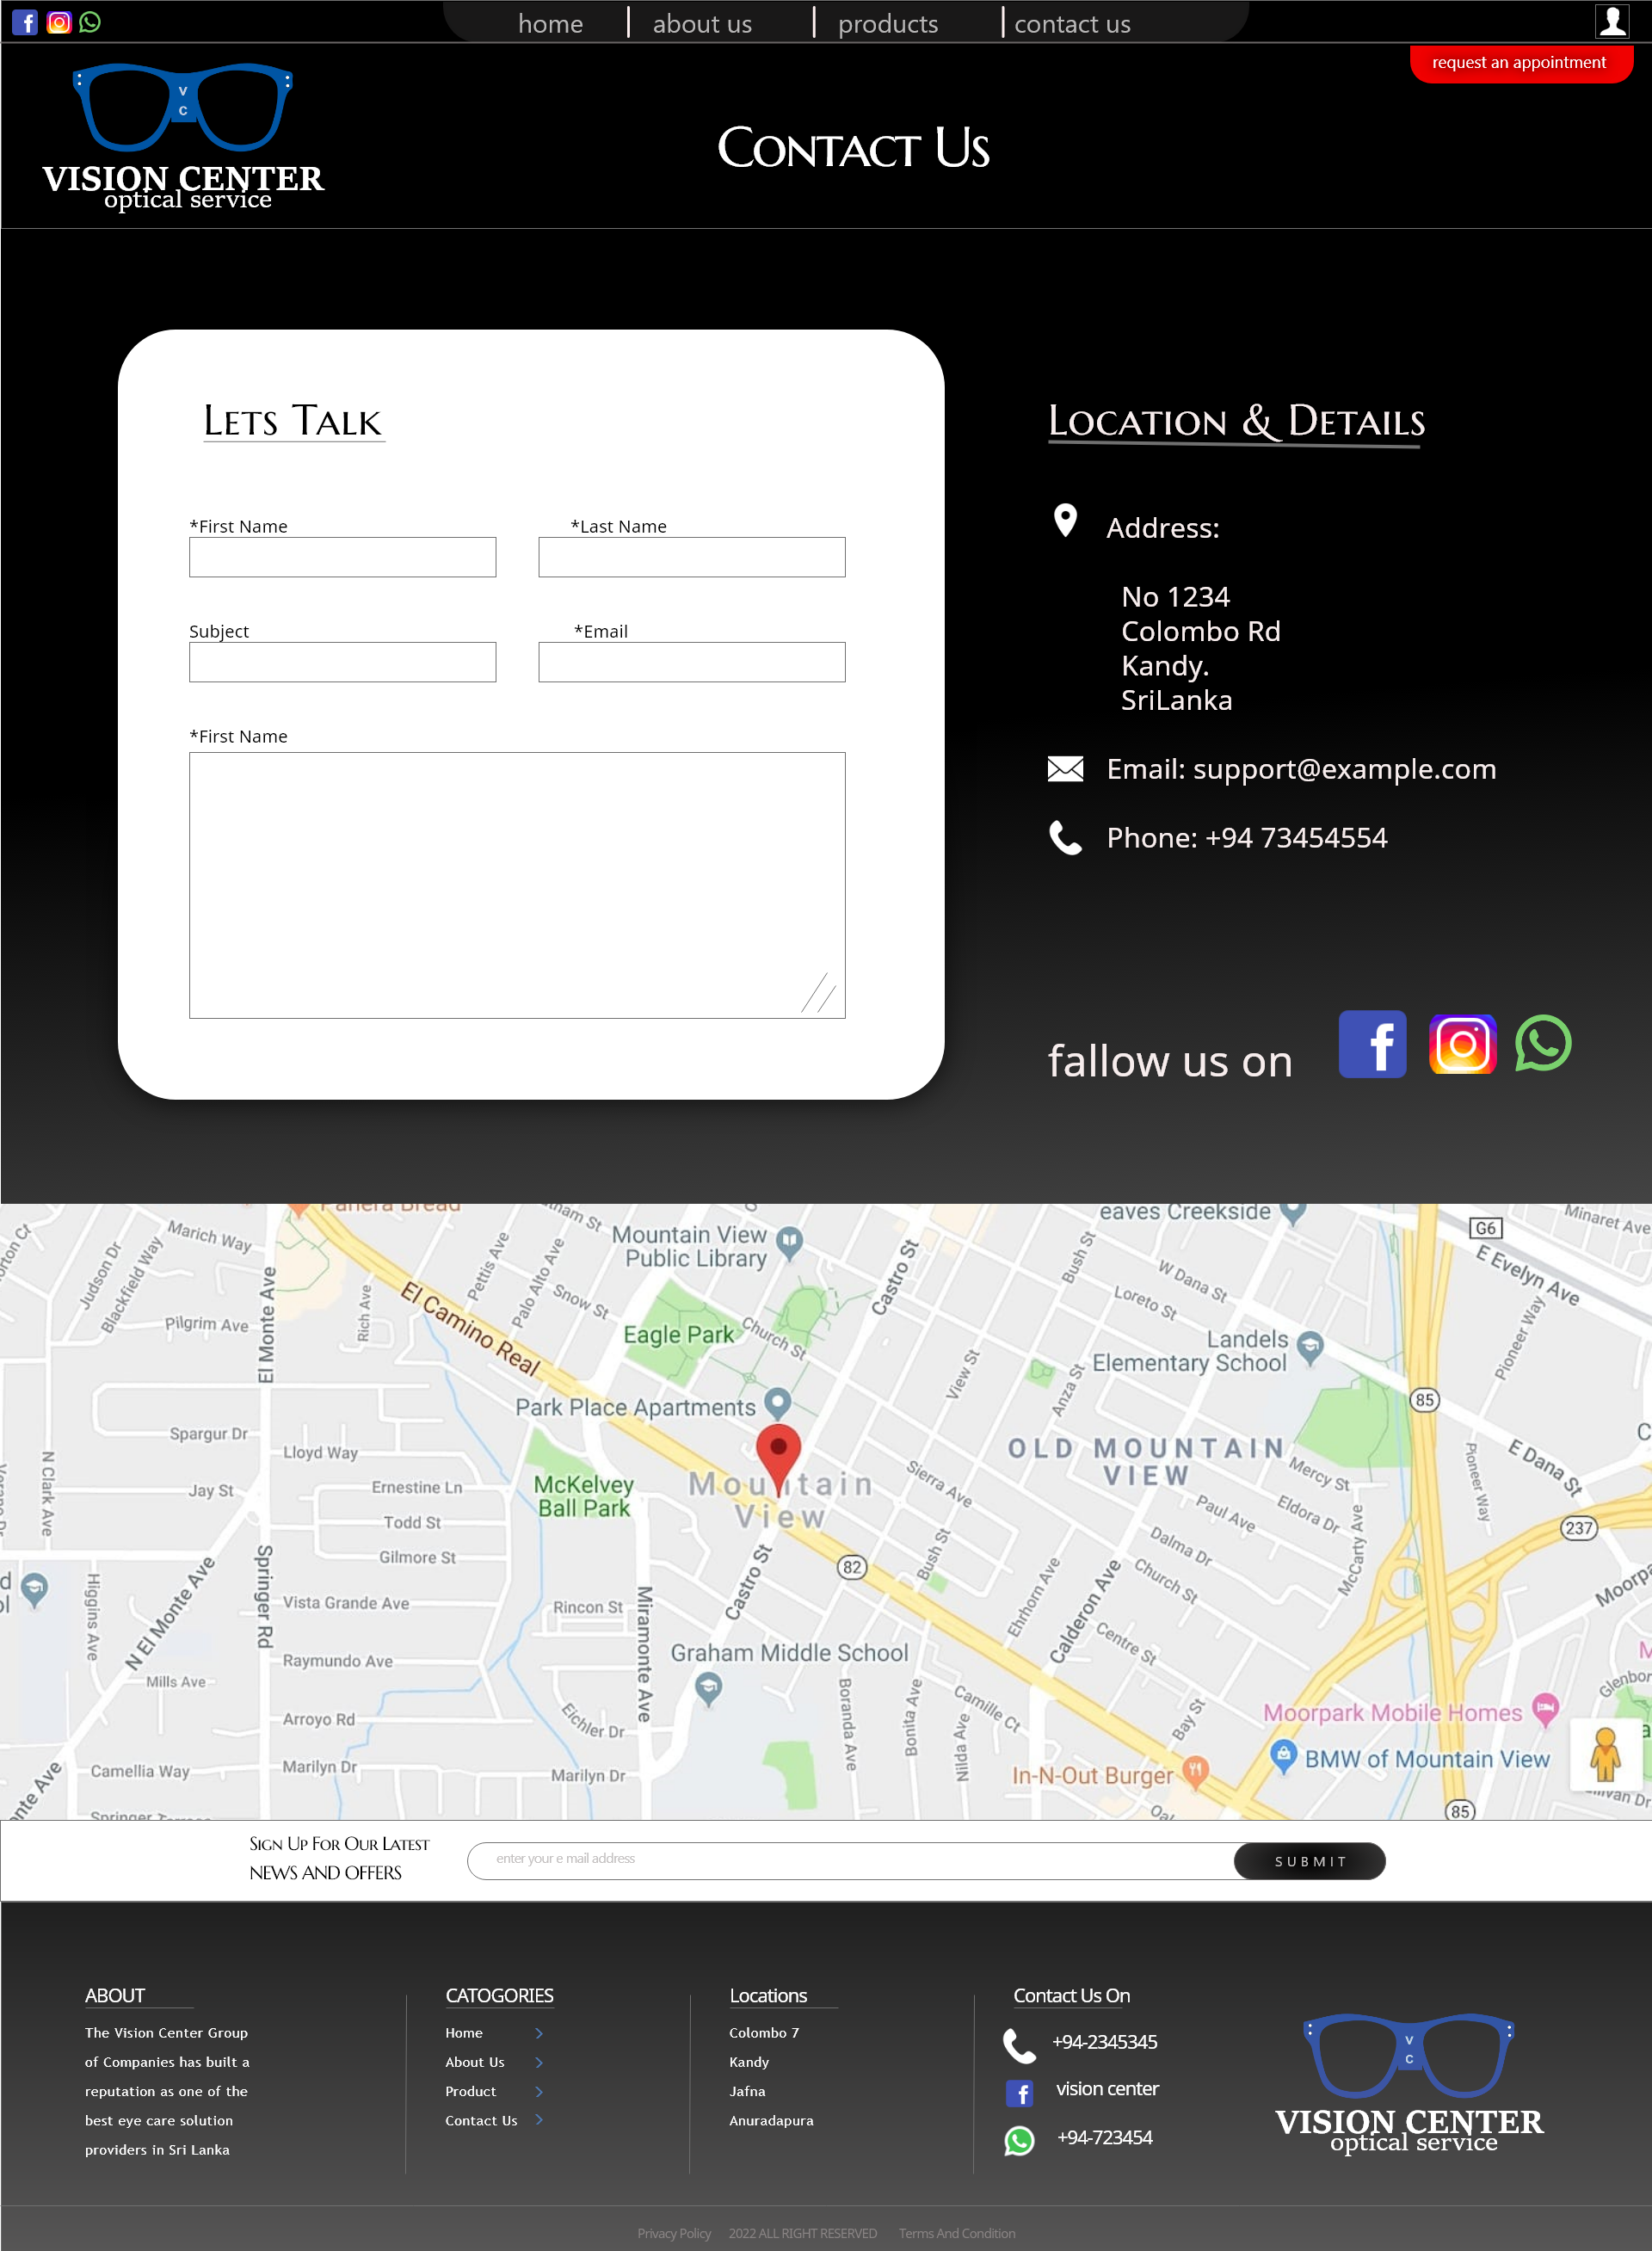 home
about us
products
contact us
request an appointment
V
C
VISION CENTER
optical service
Contact Us
Lets Talk
*First Name
*Last Name
Subject
*Email
*First Name
Location & Details
Address:
No 1234
Colombo Rd
Kandy.
SriLanka
Email: support@example.com
Phone: +94 73454554
fallow us on
Panera Bread
Marich Way
Judson Dr
Blackfield Way
El Monte Ave
Pilgrim Ave
Rich Ave
El Camino Real
Pettis Ave
Palo Alto Ave
Snow St
Mountain View
Public Library
Eagle Park
Church St
Castro St
eaves Creekside
Bush St
W Dana St
Loreto St
Landels
Elementary School
View St
Anza St
G6
Minaret Ave
E Evelyn Ave
Pioneer Way
85
Park Place Apartments
Spargur Dr
Lloyd Way
N Clark Ave
Jay St
Ernestine Ln
Todd St
Gilmore St
McKelvey
Ball Park
Mountain
View
OLD MOUNTAIN
VIEW
Sierra Ave
Mercy St
Eldora Dr
Paul Ave
Dalma Dr
Church St
McCarty Ave
Pioneer Way
E Dana St
237
82
Bush St
Castro St
Higgins Ave
N El Monte Ave
Springer Rd
Vista Grande Ave
Rincon St
Miramonte Ave
Graham Middle School
Raymundo Ave
Mills Ave
Arroyo Rd
Eichler Dr
Boranda Ave
Bonita Ave
Nilda Ave
Camille Ct
Ehrhorn Ave
Calderon Ave
Centre St
Bay St
Moorpark Mobile Homes
BMW of Mountain View
In-N-Out Burger
Camellia Way
Marilyn Dr
Marilyn Dr
85
Sign Up For Our Latest
NEWS AND OFFERS
enter your e mail address
SUBMIT
ABOUT
The Vision Center Group
of Companies has built a
reputation as one of the
best eye care solution
providers in Sri Lanka
CATOGORIES
Home
About Us
Product
Contact Us
Locations
Colombo 7
Kandy
Jafna
Anuradapura
Contact Us On
+94-2345345
vision center
+94-723454
V
C
VISION CENTER
optical service
Privacy Policy
2022 ALL RIGHT RESERVED
Terms And Condition